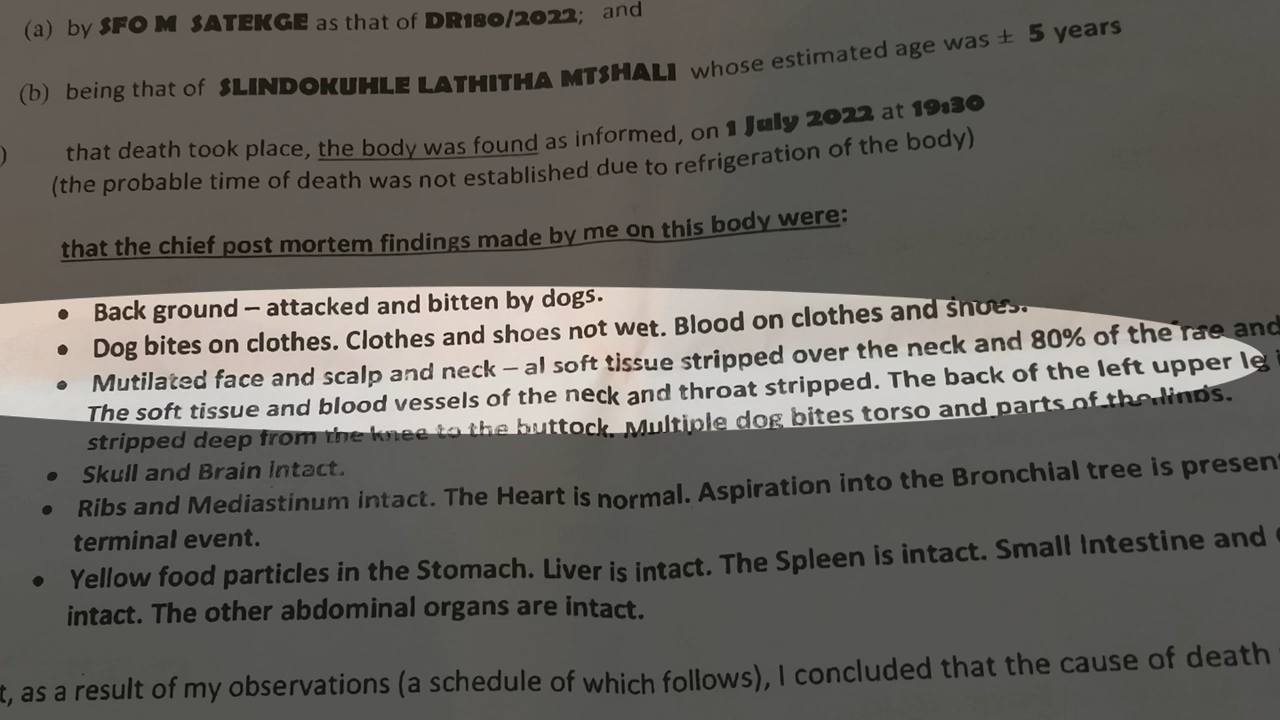 (a) by SFO M SATEKGE as that of DR180/2022; and
(b) being that of SLINDOKUHLE LATHITHA MTSHALI whose estimated age was ± 5 years
) that death took place, the body was found as informed, on 1 July 2022 at 19:30
(the probable time of death was not established due to refrigeration of the body)
that the chief post mortem findings made by me on this body were:
• Back ground – attacked and bitten by dogs.
• Dog bites on clothes. Clothes and shoes not wet. Blood on clothes and shoes.
• Mutilated face and scalp and neck – al soft tissue stripped over the neck and 80% of the and
The soft tissue and blood vessels of the neck and throat stripped. The back of the left upper leg
stripped deep from the knee to the buttock. Multiple dog bites torso and parts of the
• Skull and Brain intact.
• Ribs and Mediastinum intact. The Heart is normal. Aspiration into the Bronchial tree is present
terminal event.
• Yellow food particles in the Stomach. Liver is intact. The Spleen is intact. Small Intestine and
intact. The other abdominal organs are intact.
t, as a result of my observations (a schedule of which follows), I concluded that the cause of death